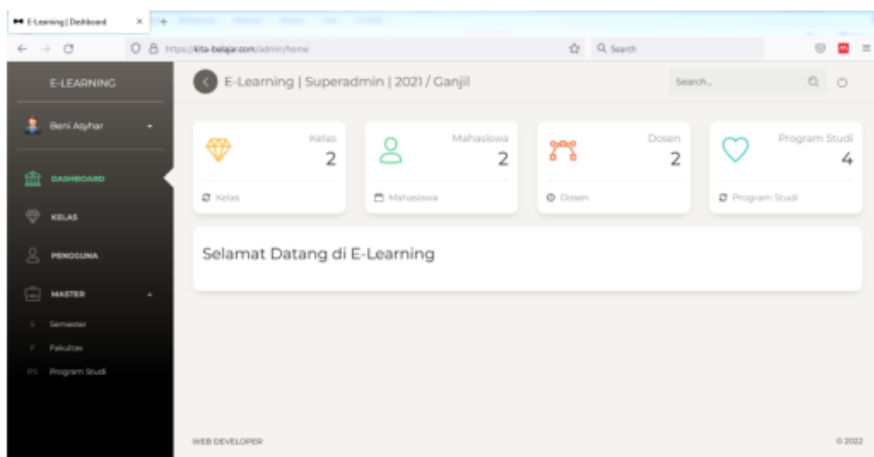 E-Learning | Dashboard
https://kita-belajar.com/admin/home
Search
E-LEARNING
E-Learning | Superadmin | 2021 / Ganjil
Search...
Beni Asyhar
DASHBOARD
KELAS
PENGGUNA
MASTER
S Semester
F Fakultas
PS Program Studi
Kelas
2
Kelas
Mahasiswa
2
Mahasiswa
Dosen
2
Dosen
Program Studi
4
Program Studi
Selamat Datang di E-Learning
WEB DEVELOPER
© 2022